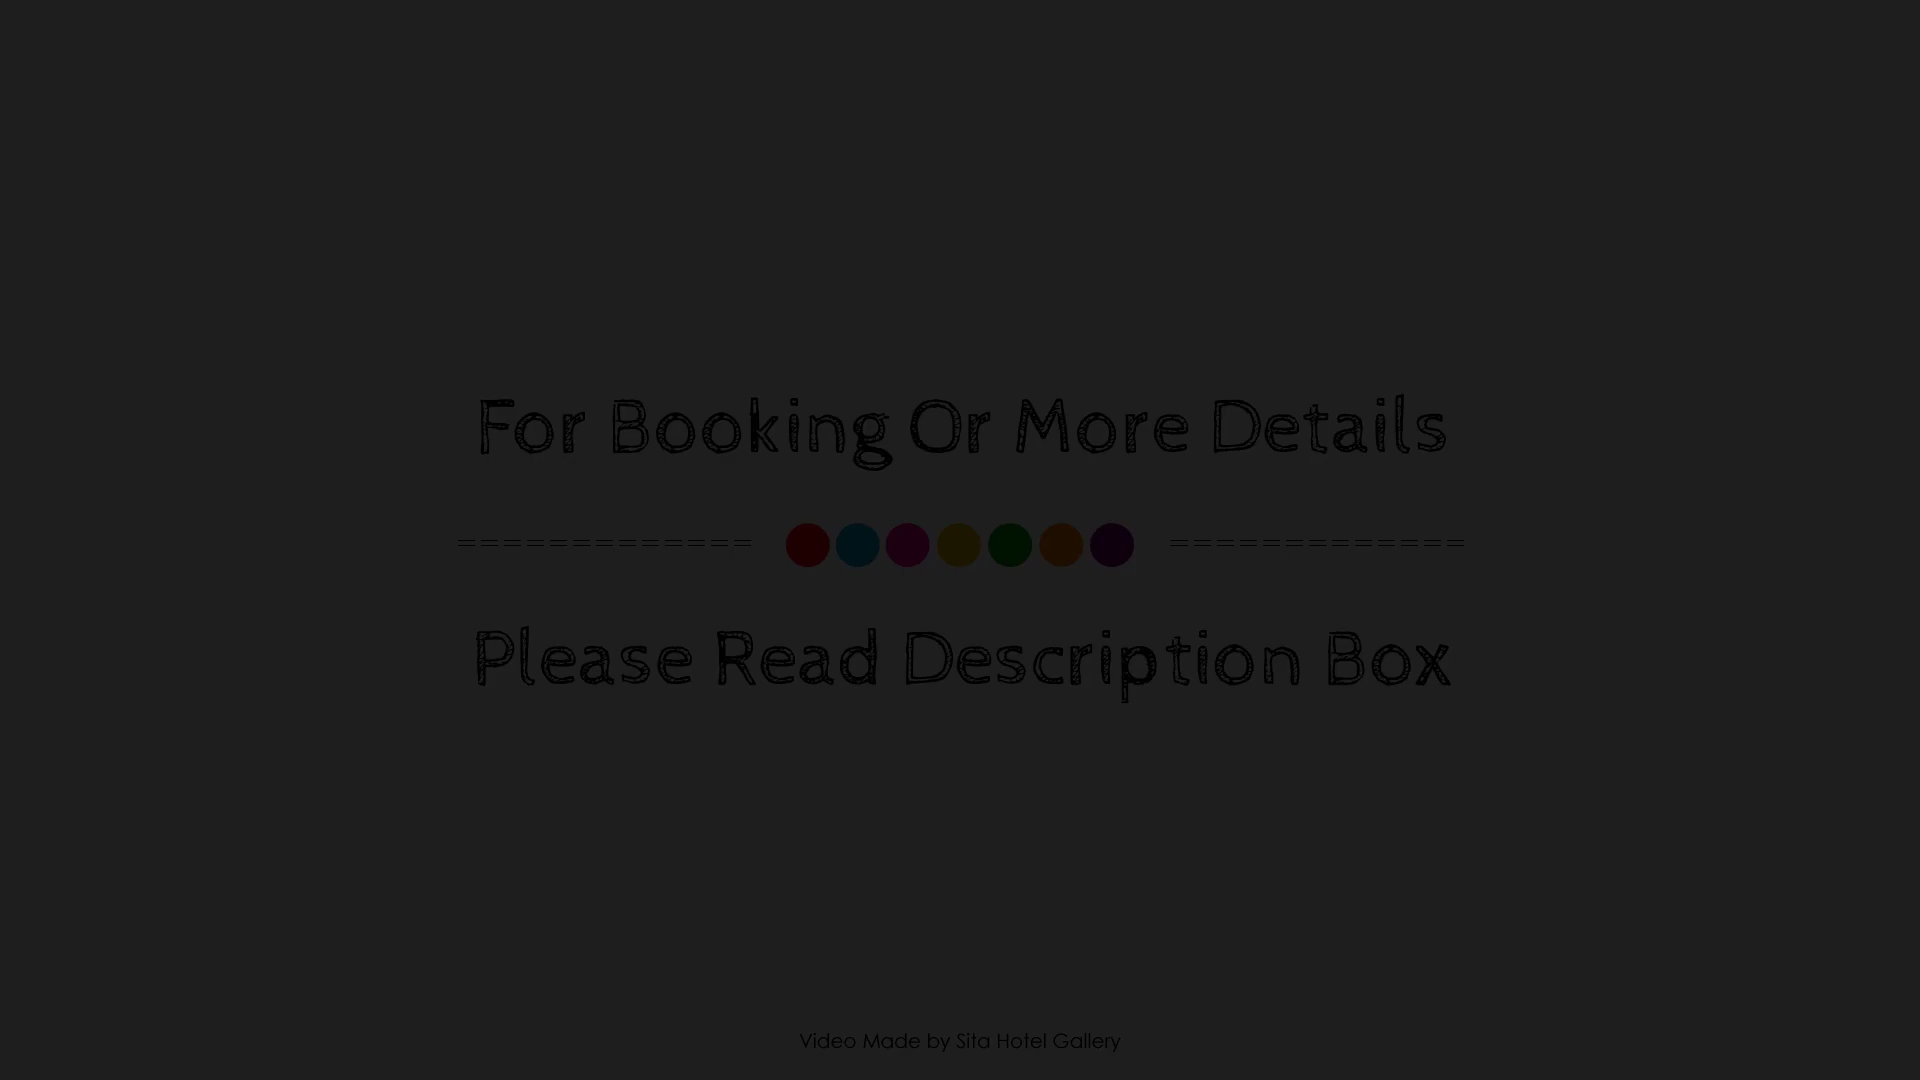 For Booking Or More Details
============= =============
Please Read Description Box
Video Made by Sita Hotel Gallery